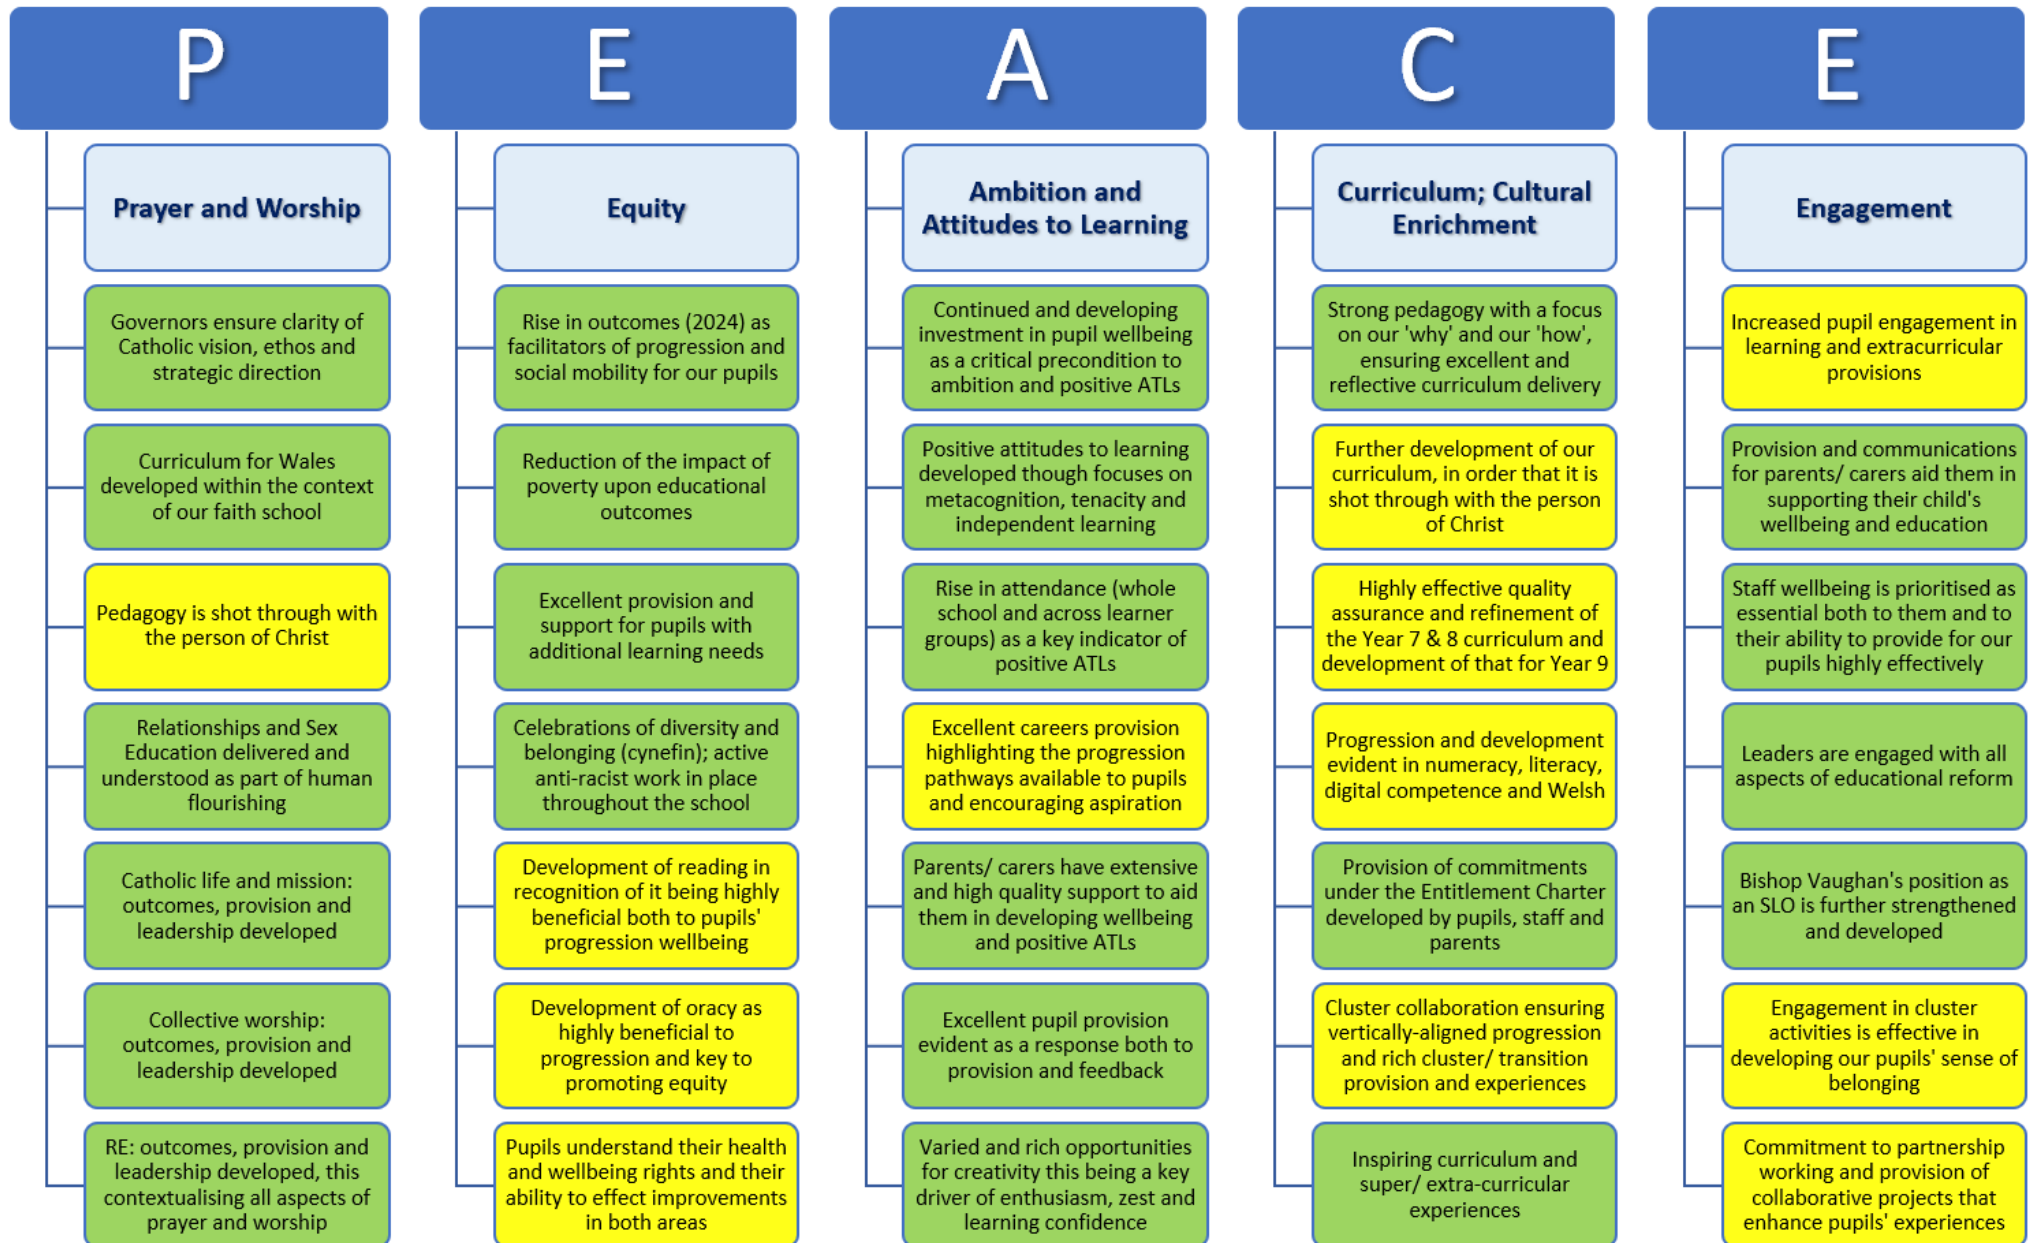 P
Prayer and Worship
Governors ensure clarity of
Catholic vision, ethos and
strategic direction
Curriculum for Wales
developed within the context
of our faith school
Pedagogy is shot through with
the person of Christ
Relationships and Sex
Education delivered and
understood as part of human
flourishing
Catholic life and mission:
outcomes, provision and
leadership developed
Collective worship:
outcomes, provision and
leadership developed
RE: outcomes, provision and
leadership developed, this
contextualising all aspects of
prayer and worship
E
Equity
Rise in outcomes (2024) as
facilitators of progression and
social mobility for our pupils
Reduction of the impact of
poverty upon educational
outcomes
Excellent provision and
support for pupils with
additional learning needs
Celebrations of diversity and
belonging (cynefin); active
anti-racist work in place
throughout the school
Development of reading in
recognition of it being highly
beneficial both to pupils'
progression wellbeing
Development of oracy as
highly beneficial to
progression and key to
promoting equity
Pupils understand their health
and wellbeing rights and their
ability to effect improvements
in both areas
A
Ambition and
Attitudes to Learning
Continued and developing
investment in pupil wellbeing
as a critical precondition to
ambition and positive ATLs
Positive attitudes to learning
developed though focuses on
metacognition, tenacity and
independent learning
Rise in attendance (whole
school and across learner
groups) as a key indicator of
positive ATLs
Excellent careers provision
highlighting the progression
pathways available to pupils
and encouraging aspiration
Parents/ carers have extensive
and high quality support to aid
them in developing wellbeing
and positive ATLs
Excellent pupil provision
evident as a response both to
provision and feedback
Varied and rich opportunities
for creativity this being a key
driver of enthusiasm, zest and
learning confidence
C
Curriculum; Cultural
Enrichment
Strong pedagogy with a focus
on our 'why' and our 'how',
ensuring excellent and
reflective curriculum delivery
Further development of our
curriculum, in order that it is
shot through with the person
of Christ
Highly effective quality
assurance and refinement of
the Year 7 & 8 curriculum and
development of that for Year 9
Progression and development
evident in numeracy, literacy,
digital competence and Welsh
Provision of commitments
under the Entitlement Charter
developed by pupils, staff and
parents
Cluster collaboration ensuring
vertically-aligned progression
and rich cluster/ transition
provision and experiences
Inspiring curriculum and
super/ extra-curricular
experiences
E
Engagement
Increased pupil engagement in
learning and extracurricular
provisions
Provision and communications
for parents/ carers aid them in
supporting their child's
wellbeing and education
Staff wellbeing is prioritised as
essential both to them and to
their ability to provide for our
pupils highly effectively
Leaders are engaged with all
aspects of educational reform
Bishop Vaughan's position as
an SLO is further strengthened
and developed
Engagement in cluster
activities is effective in
developing our pupils' sense of
belonging
Commitment to partnership
working and provision of
collaborative projects that
enhance pupils' experiences